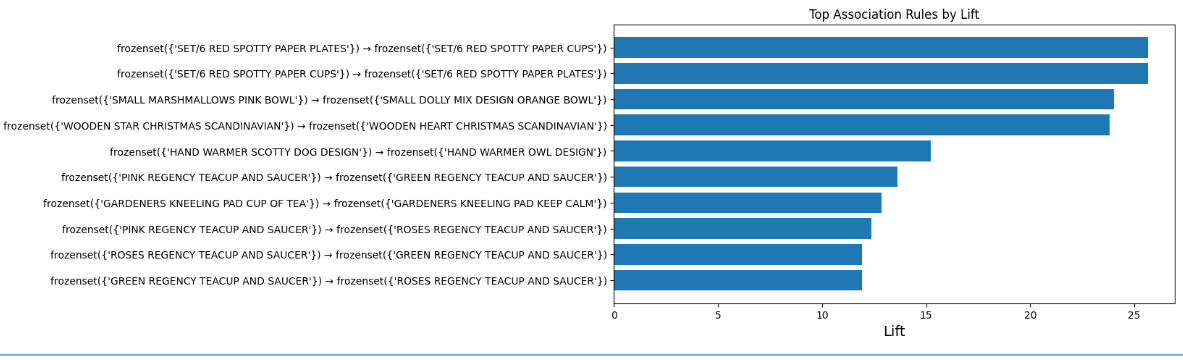 Top Association Rules by Lift
frozenset({'SET/6 RED SPOTTY PAPER PLATES'}) → frozenset({'SET/6 RED SPOTTY PAPER CUPS'})
frozenset({'SET/6 RED SPOTTY PAPER CUPS'}) → frozenset({'SET/6 RED SPOTTY PAPER PLATES'})
frozenset({'SMALL MARSHMALLOWS PINK BOWL'}) → frozenset({'SMALL DOLLY MIX DESIGN ORANGE BOWL'})
frozenset({'WOODEN STAR CHRISTMAS SCANDINAVIAN'}) → frozenset({'WOODEN HEART CHRISTMAS SCANDINAVIAN'})
frozenset({'HAND WARMER SCOTTY DOG DESIGN'}) → frozenset({'HAND WARMER OWL DESIGN'})
frozenset({'PINK REGENCY TEACUP AND SAUCER'}) → frozenset({'GREEN REGENCY TEACUP AND SAUCER'})
frozenset({'GARDENERS KNEELING PAD CUP OF TEA'}) → frozenset({'GARDENERS KNEELING PAD KEEP CALM'})
frozenset({'PINK REGENCY TEACUP AND SAUCER'}) → frozenset({'ROSES REGENCY TEACUP AND SAUCER'})
frozenset({'ROSES REGENCY TEACUP AND SAUCER'}) → frozenset({'GREEN REGENCY TEACUP AND SAUCER'})
frozenset({'GREEN REGENCY TEACUP AND SAUCER'}) → frozenset({'ROSES REGENCY TEACUP AND SAUCER'})
0 5 10 15 20 25
Lift